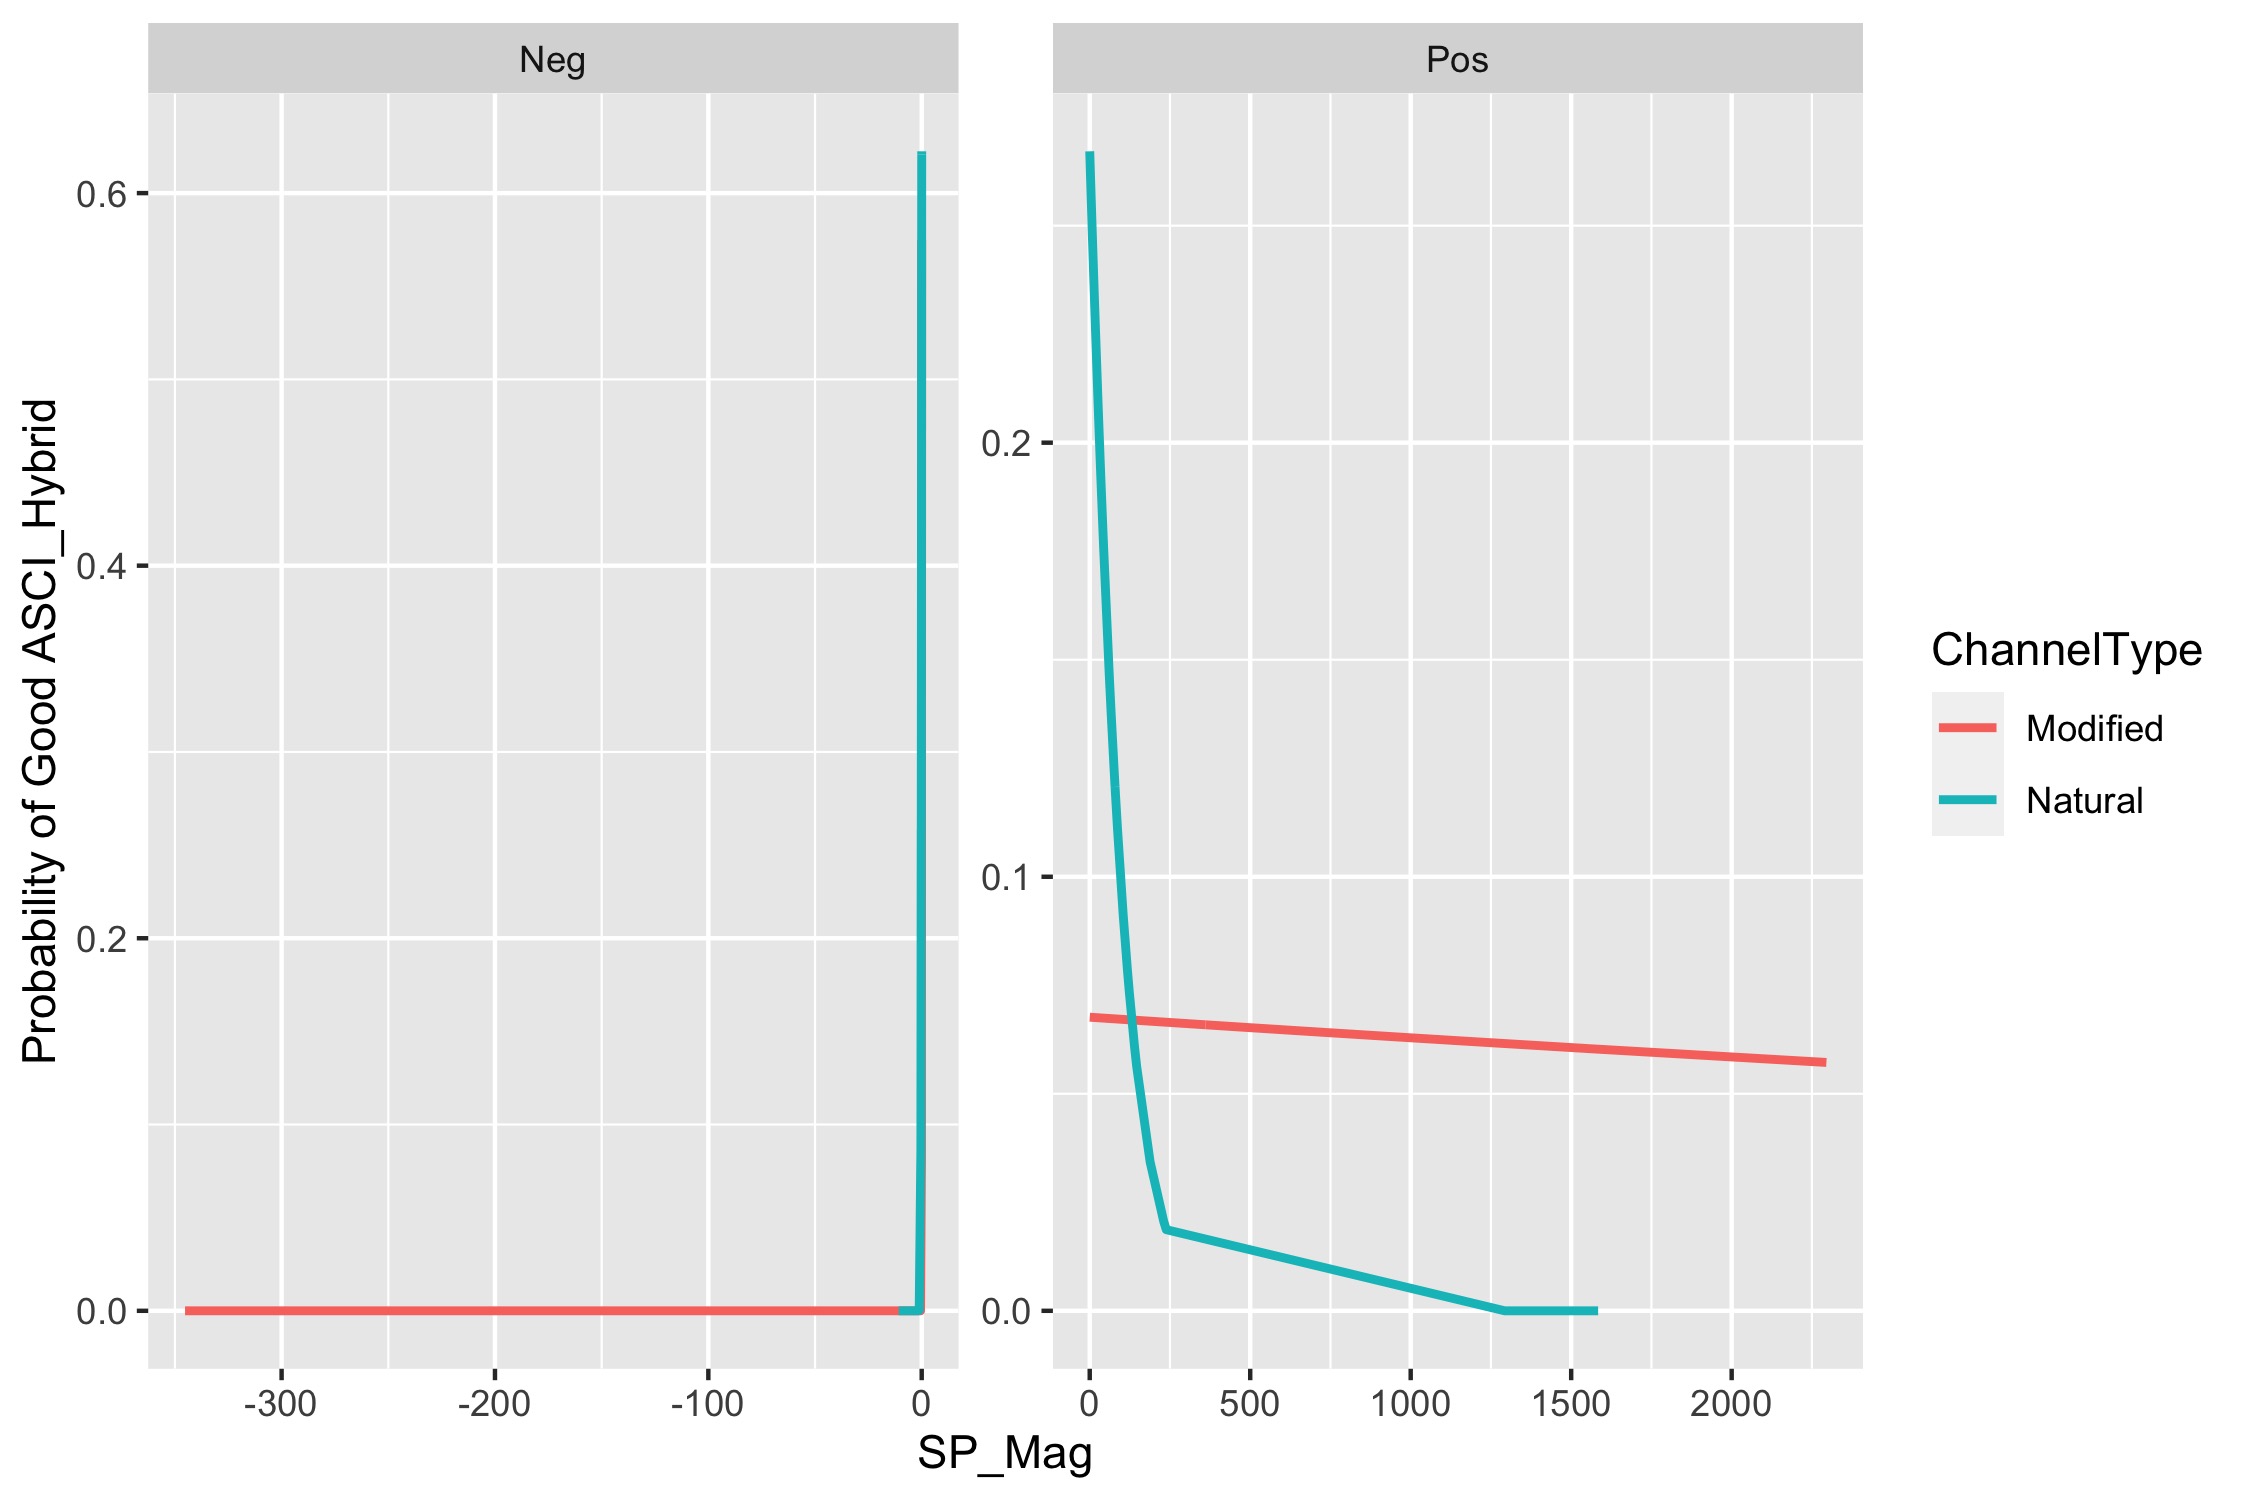 Neg
Pos
Probability of Good ASCI_Hybrid
0.6
0.4
0.2
0.0
0.2
0.1
0.0
-300 -200 -100 0
0 500 1000 1500 2000
SP_Mag
ChannelType
Modified
Natural